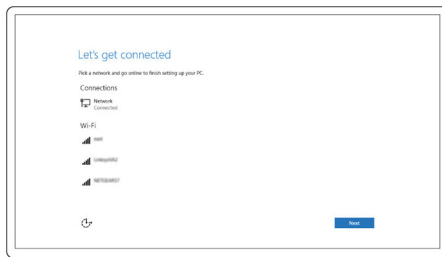 Let's get connected
Pick a network and go online to finish setting up your PC.
Connections
Network
Connected
Wi-Fi
Next